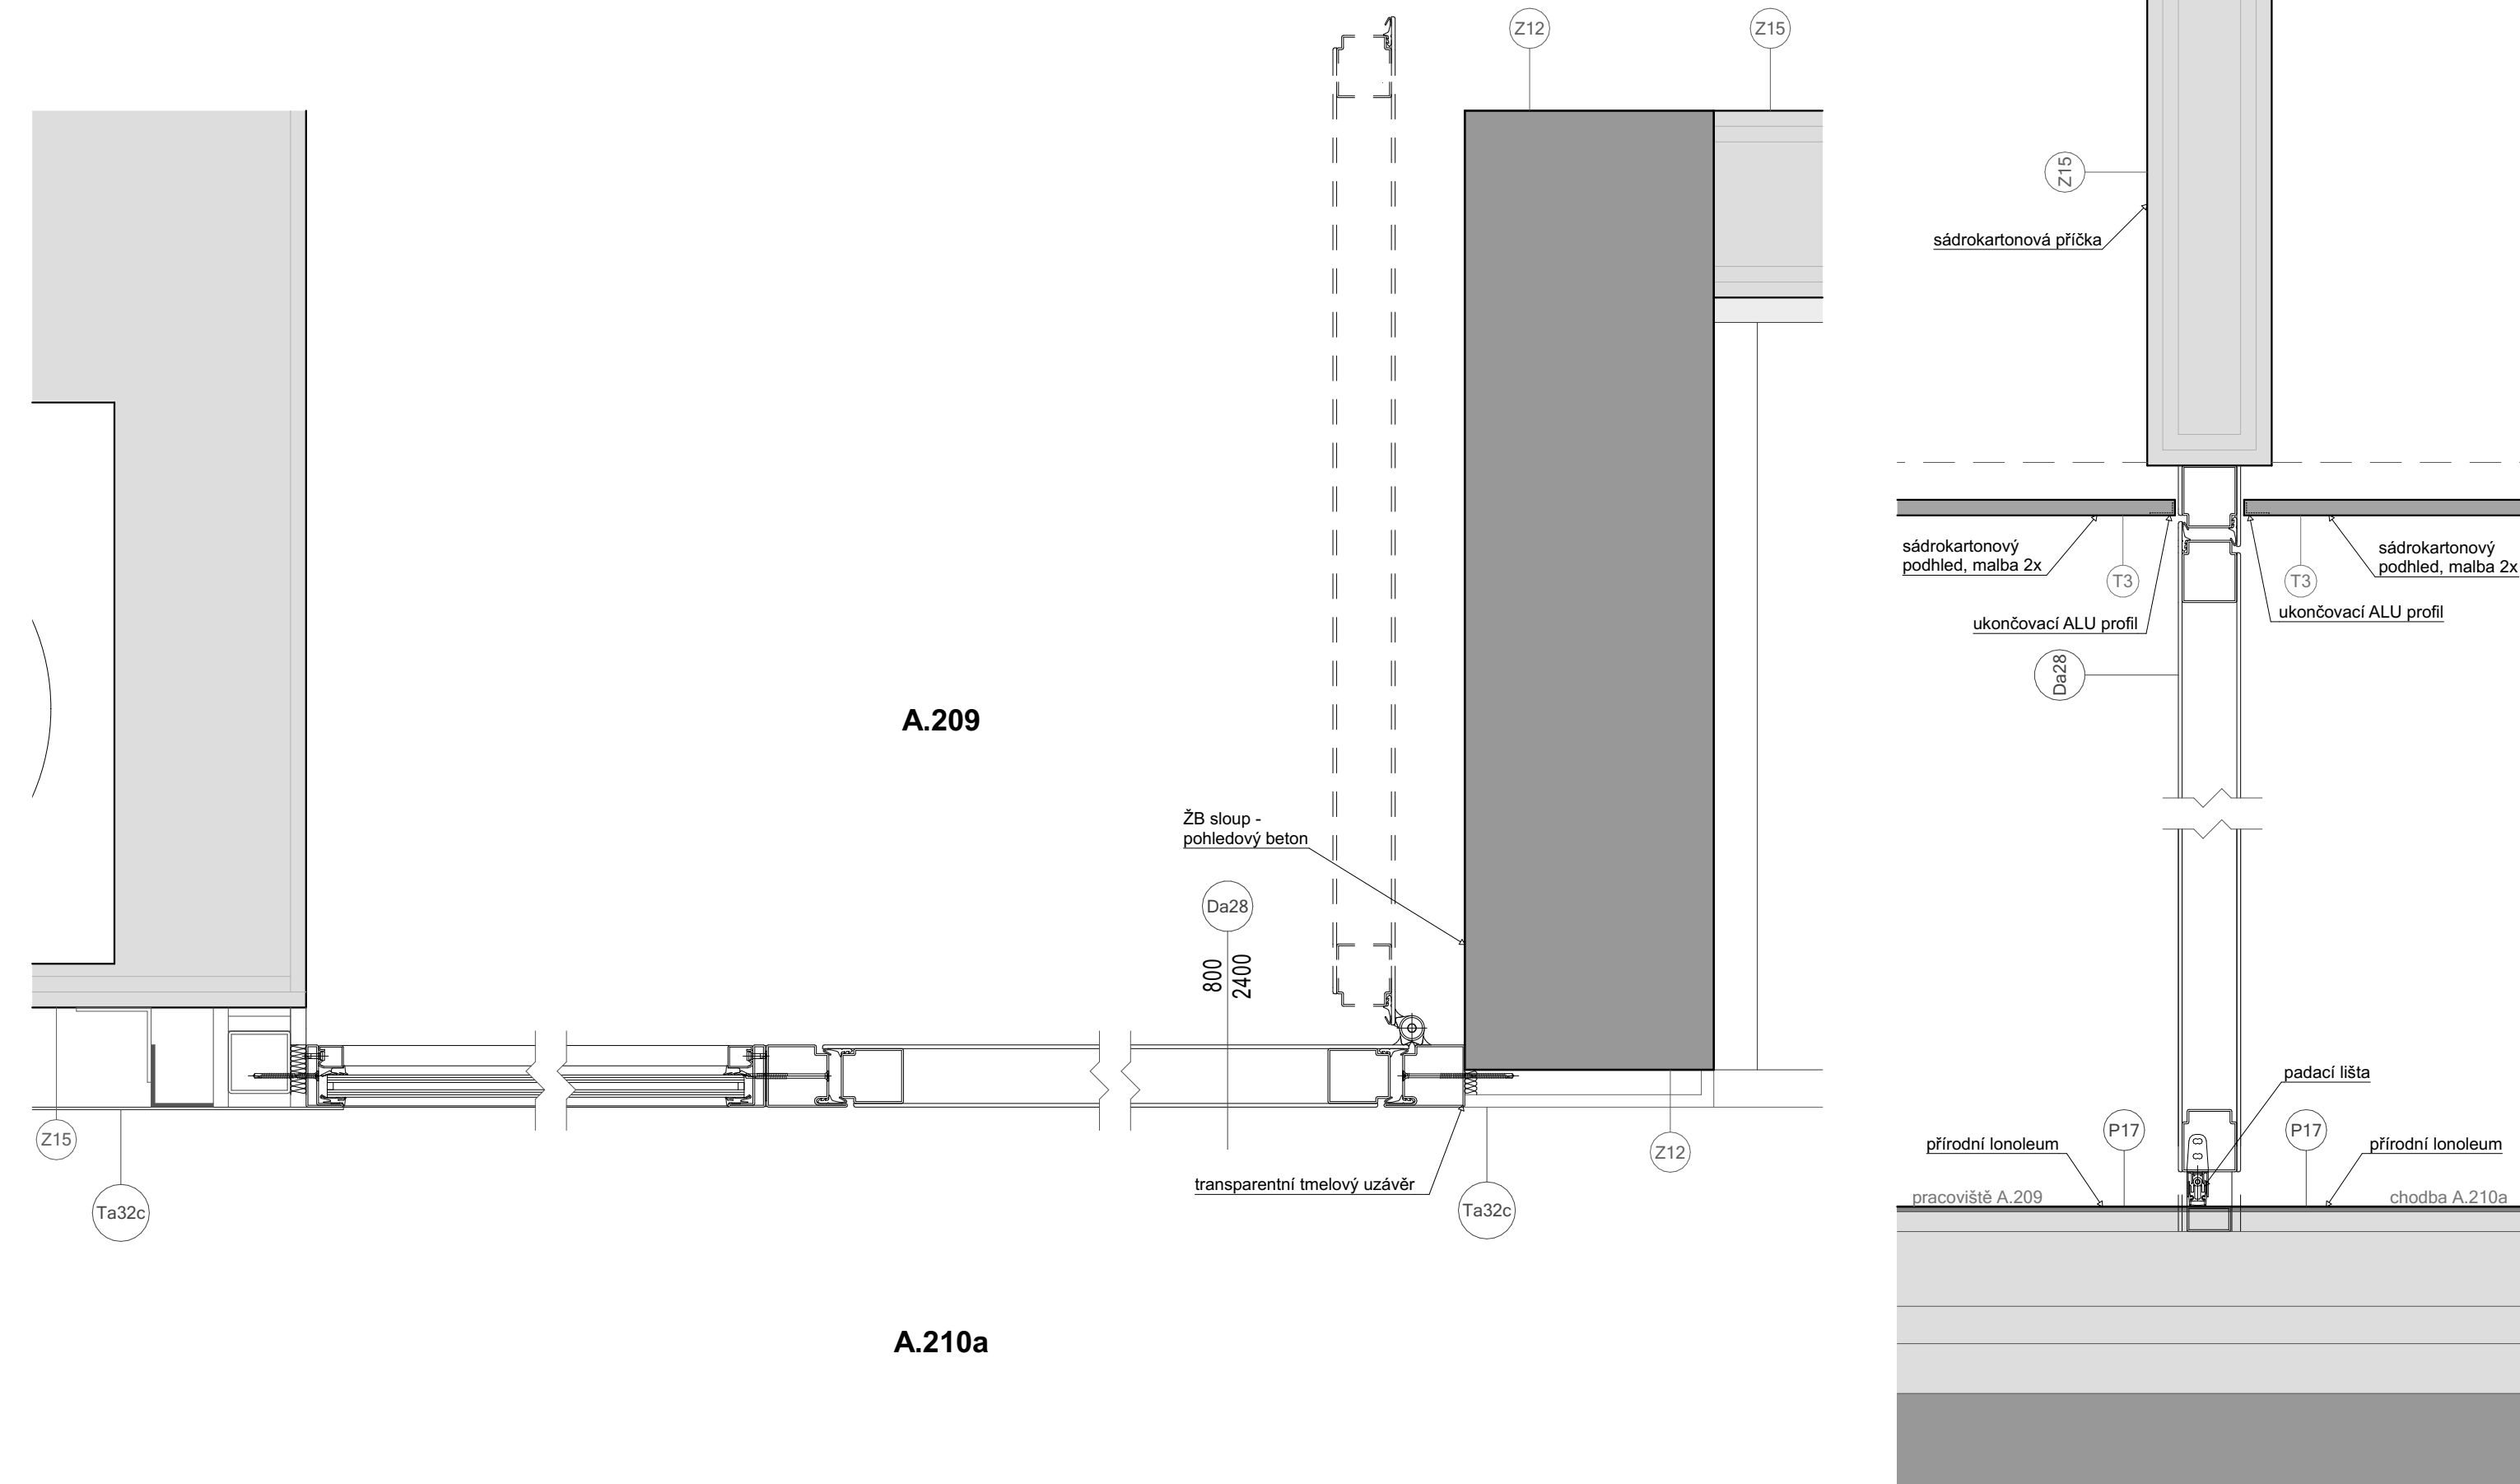 Z12
Z15
A.209
ŽB sloup -
pohledový beton
Da28
800
2400
Z15
Ta32c
transparentní tmelový uzávěr
Ta32c
Z12
A.210a
Z15
sádrokartonová příčka
sádrokartonový
podhled, malba 2x
T3
ukončovací ALU profil
T3
sádrokartonový
podhled, malba 2x
ukončovací ALU profil
Da28
padací lišta
P17
P17
přírodní lonoleum
přírodní lonoleum
pracoviště A.209
chodba A.210a